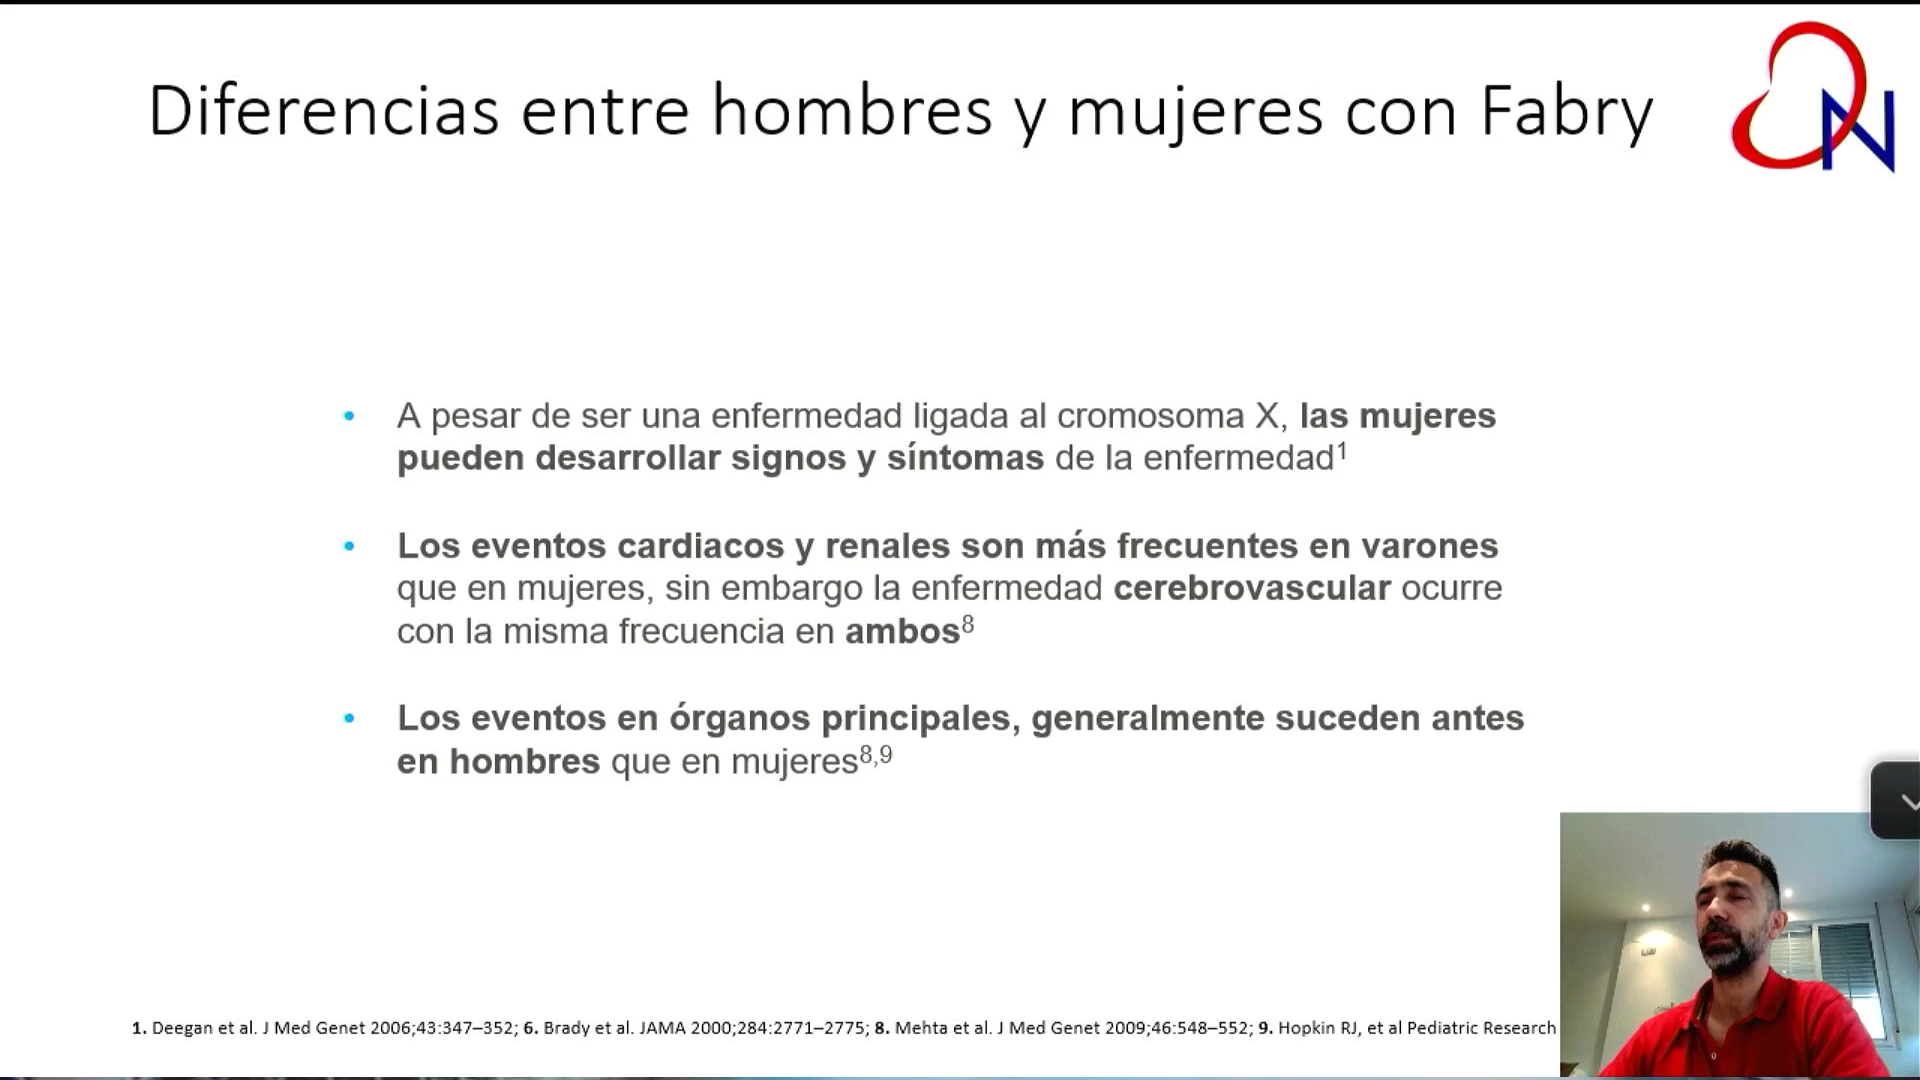 Diferencias entre hombres y mujeres con Fabry
N
• A pesar de ser una enfermedad ligada al cromosoma X, las mujeres
pueden desarrollar signos y síntomas de la enfermedad¹
• Los eventos cardiacos y renales son más frecuentes en varones
que en mujeres, sin embargo la enfermedad cerebrovascular ocurre
con la misma frecuencia en ambos⁸
• Los eventos en órganos principales, generalmente suceden antes
en hombres que en mujeres⁸,⁹
1. Deegan et al. J Med Genet 2006;43:347–352; 6. Brady et al. JAMA 2000;284:2771–2775; 8. Mehta et al. J Med Genet 2009;46:548–552; 9. Hopkin RJ, et al Pediatric Research